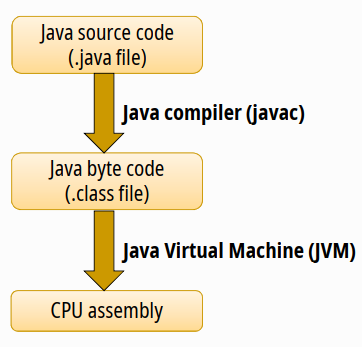 Java source code
(.java file)
Java compiler (javac)
Java byte code
(.class file)
Java Virtual Machine (JVM)
CPU assembly